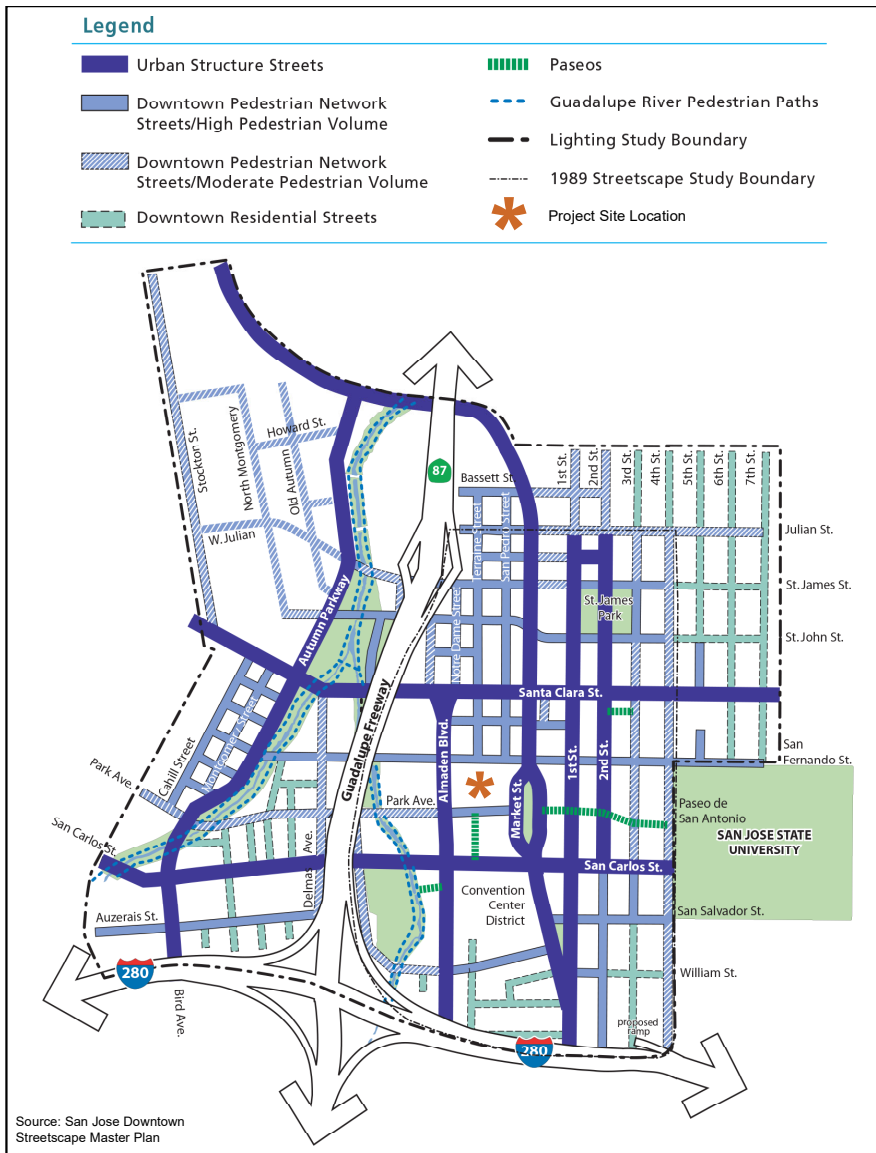 Legend
Urban Structure Streets
Downtown Pedestrian Network
Streets/High Pedestrian Volume
Downtown Pedestrian Network
Streets/Moderate Pedestrian Volume
Downtown Residential Streets
Paseos
Guadalupe River Pedestrian Paths
Lighting Study Boundary
1989 Streetscape Study Boundary
Project Site Location
Stockton St.
North Montgomery
Howard St.
Old Autumn
W. Julian
87
Bassett St.
1st St.
2nd St.
3rd St.
4th St.
5th St.
6th St.
7th St.
Terraine Street
San Pedro Street
Julian St.
St. James St.
St. James
Park
Notre Dame Street
St. John St.
Autumn Parkway
Santa Clara St.
Guadalupe Freeway
Cahill Street
Montgomery Street
Park Ave.
San
Fernando St.
Almaden Blvd.
Market St.
1st St.
2nd St.
Park Ave.
Paseo de
San Antonio
SAN JOSE STATE
UNIVERSITY
San Carlos St.
Delmas Ave.
San Carlos St.
Convention
Center
District
Auzerais St.
San Salvador St.
William St.
280
Bird Ave.
proposed
ramp
280
Source: San Jose Downtown
Streetscape Master Plan